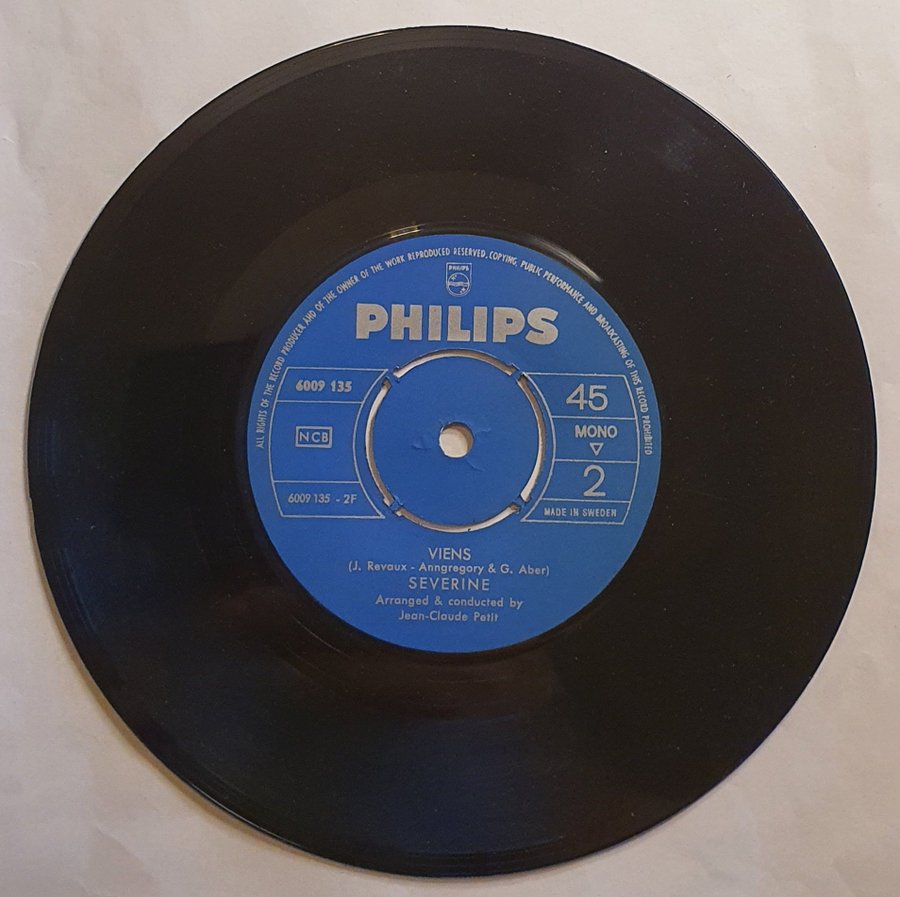 ALL RIGHTS OF THE RECORD PRODUCER AND OF THE OWNER OF THE WORK REPRODUCED RESERVED. COPYING, PUBLIC PERFORMANCE AND BROADCASTING OF THIS RECORD PROHIBITED
PHILIPS
PHILIPS
6009 135
45
NCB
MONO
2
6009 135 - 2F
MADE IN SWEDEN
VIENS
(J. Revaux - Anngregory & G. Aber)
SEVERINE
Arranged & conducted by
Jean-Claude Petit